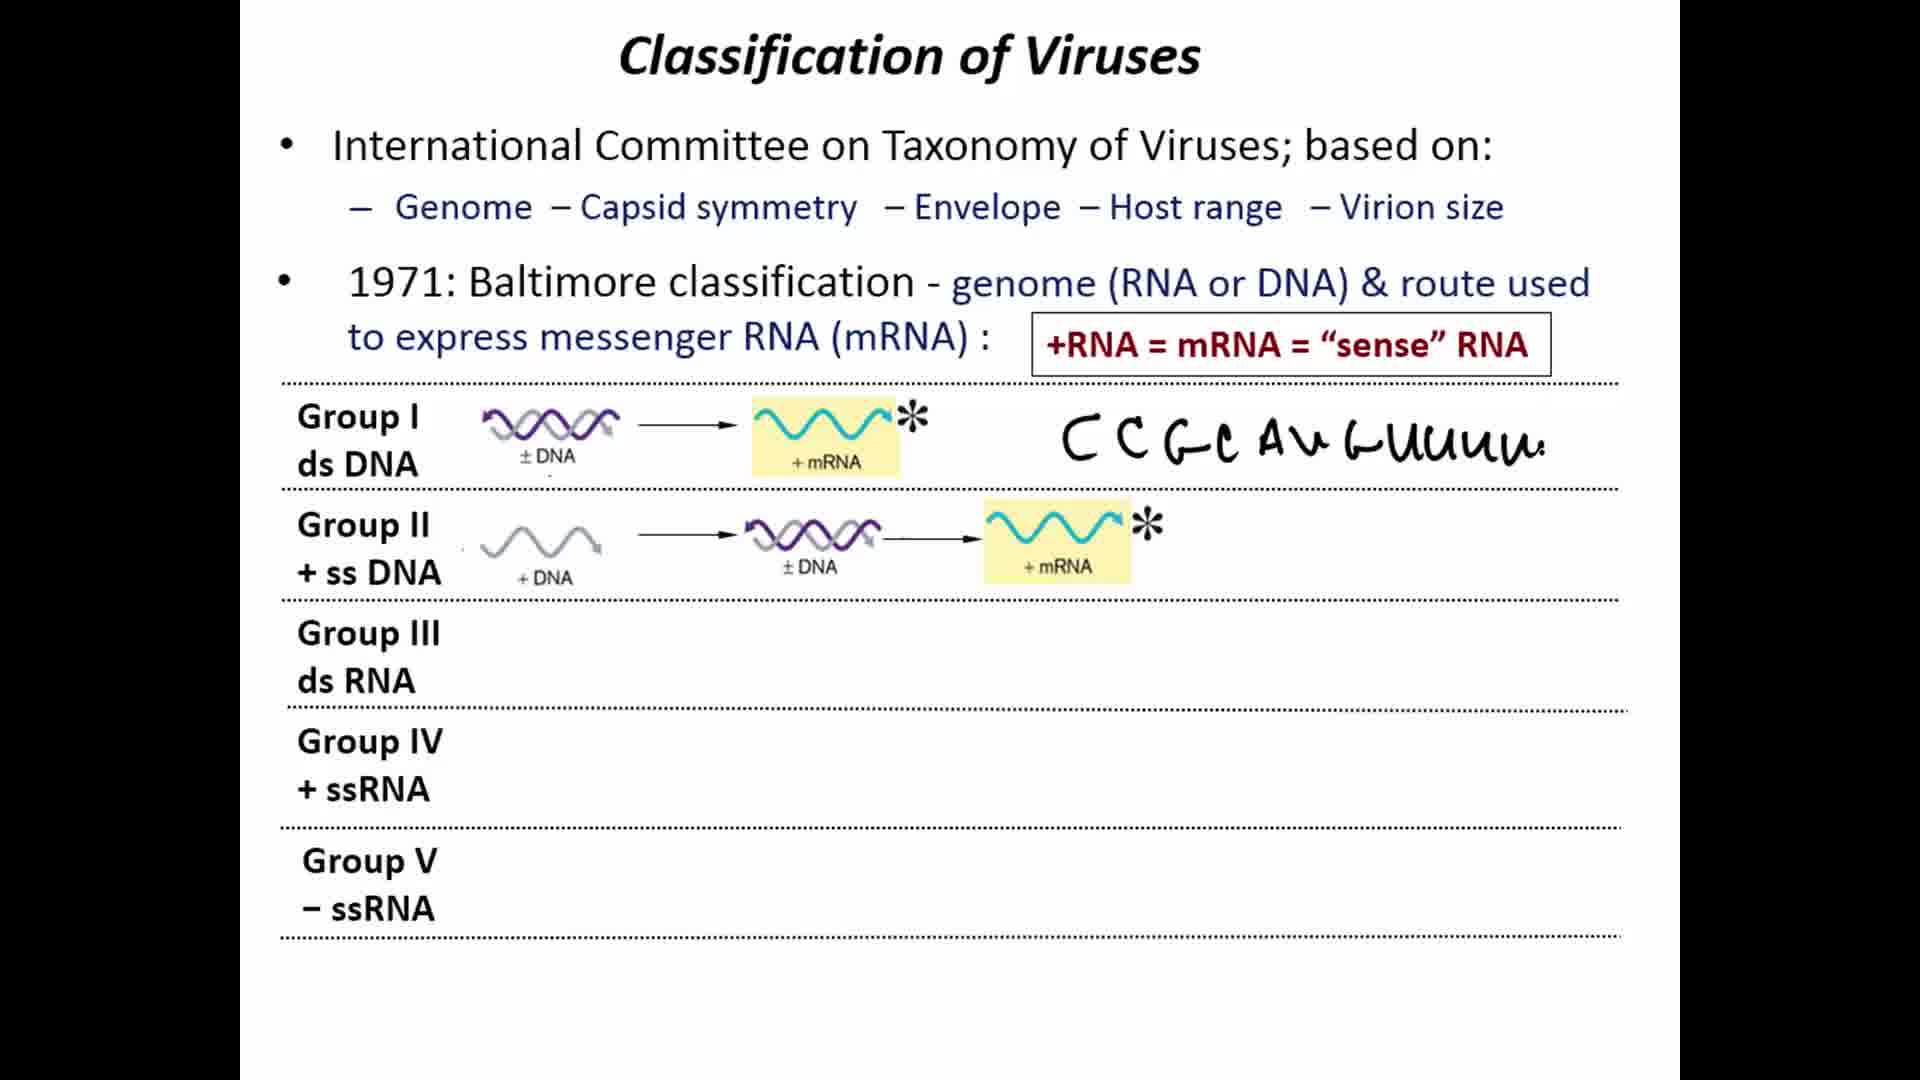 Classification of Viruses
• International Committee on Taxonomy of Viruses; based on:
– Genome – Capsid symmetry – Envelope – Host range – Virion size
• 1971: Baltimore classification - genome (RNA or DNA) & route used
to express messenger RNA (mRNA) :
+RNA = mRNA = “sense” RNA
Group I
ds DNA
± DNA
+ mRNA
*
CCGCAUGUUUU
Group II
+ ss DNA
+ DNA
± DNA
+ mRNA
*
Group III
ds RNA
Group IV
+ ssRNA
Group V
– ssRNA